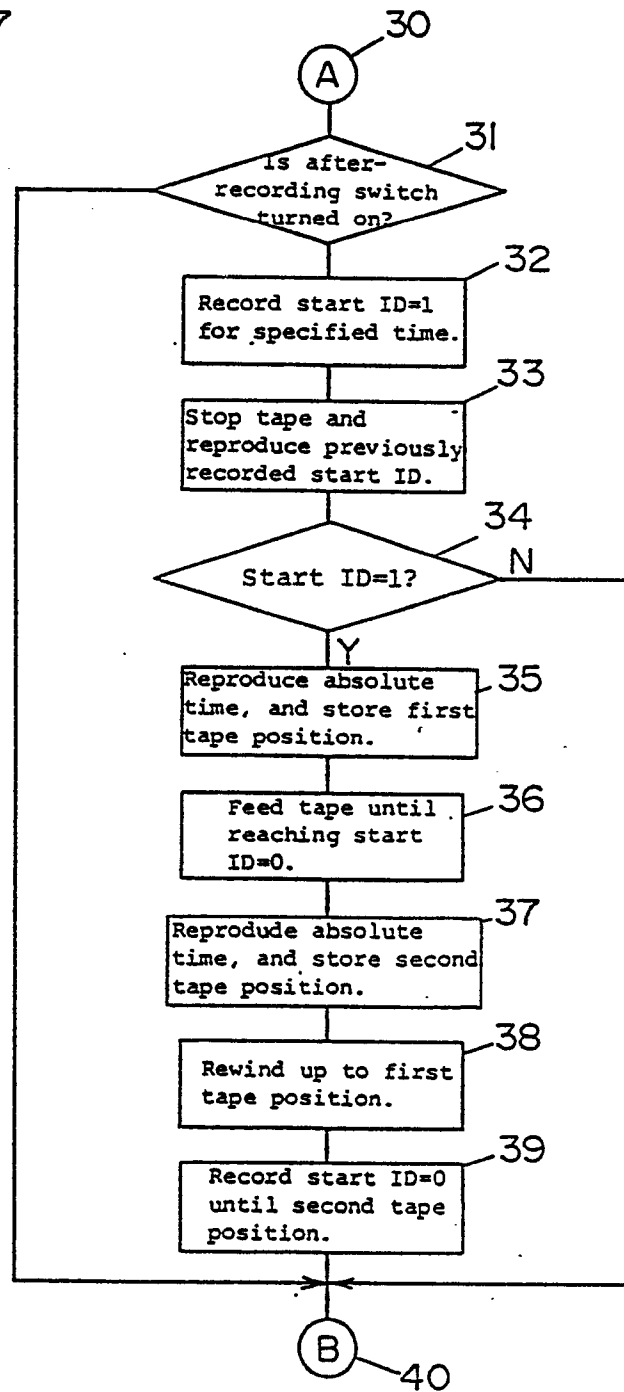 7
30
A
31
Is after-
recording switch
turned on?
32
Record start ID=1
for specified time.
33
Stop tape and
reproduce previously
recorded start ID.
34
Start ID=1?
N
Y
35
Reproduce absolute
time, and store first
tape position.
36
Feed tape until
reaching start
ID=0.
37
Reprodude absolute
time, and store second
tape position.
38
Rewind up to first
tape position.
39
Record start ID=0
until second tape
position.
B
40